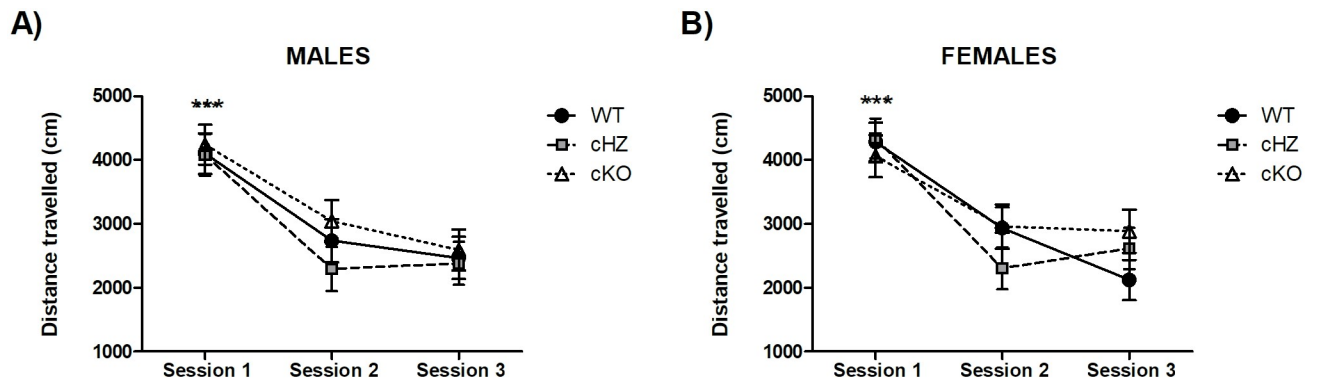 A)
MALES
Distance travelled (cm)
5000
4000
3000
2000
1000
***
Session 1
Session 2
Session 3
WT
cHZ
cKO
B)
FEMALES
Distance travelled (cm)
5000
4000
3000
2000
1000
***
Session 1
Session 2
Session 3
WT
cHZ
cKO